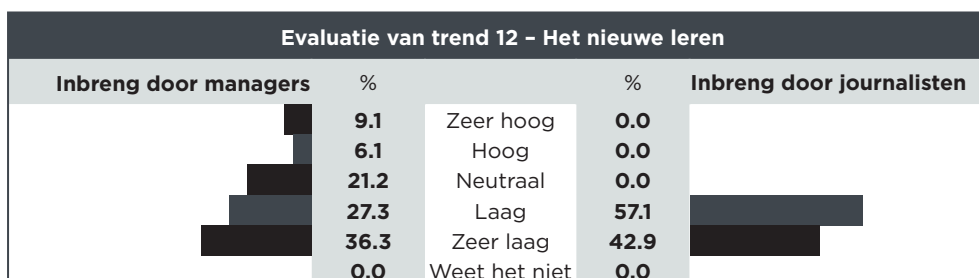 Evaluatie van trend 12 – Het nieuwe leren
Inbreng door managers % % Inbreng door journalisten
9.1 Zeer hoog 0.0
6.1 Hoog 0.0
21.2 Neutraal 0.0
27.3 Laag 57.1
36.3 Zeer laag 42.9
0.0 Weet het niet 0.0